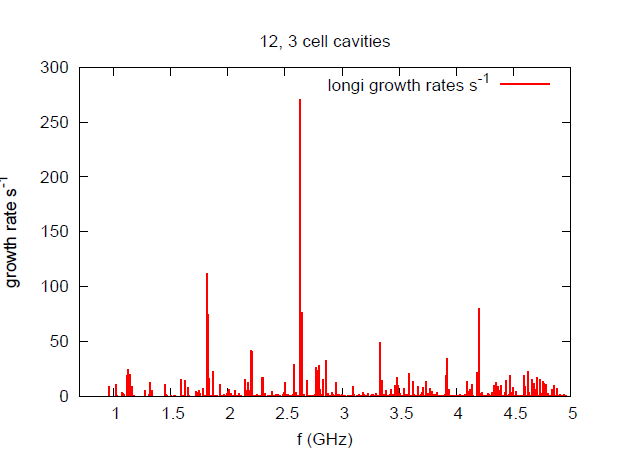 12, 3 cell cavities
longi growth rates s-1
growth rate s-1
300
250
200
150
100
50
0
1 1.5 2 2.5 3 3.5 4 4.5 5
f (GHz)